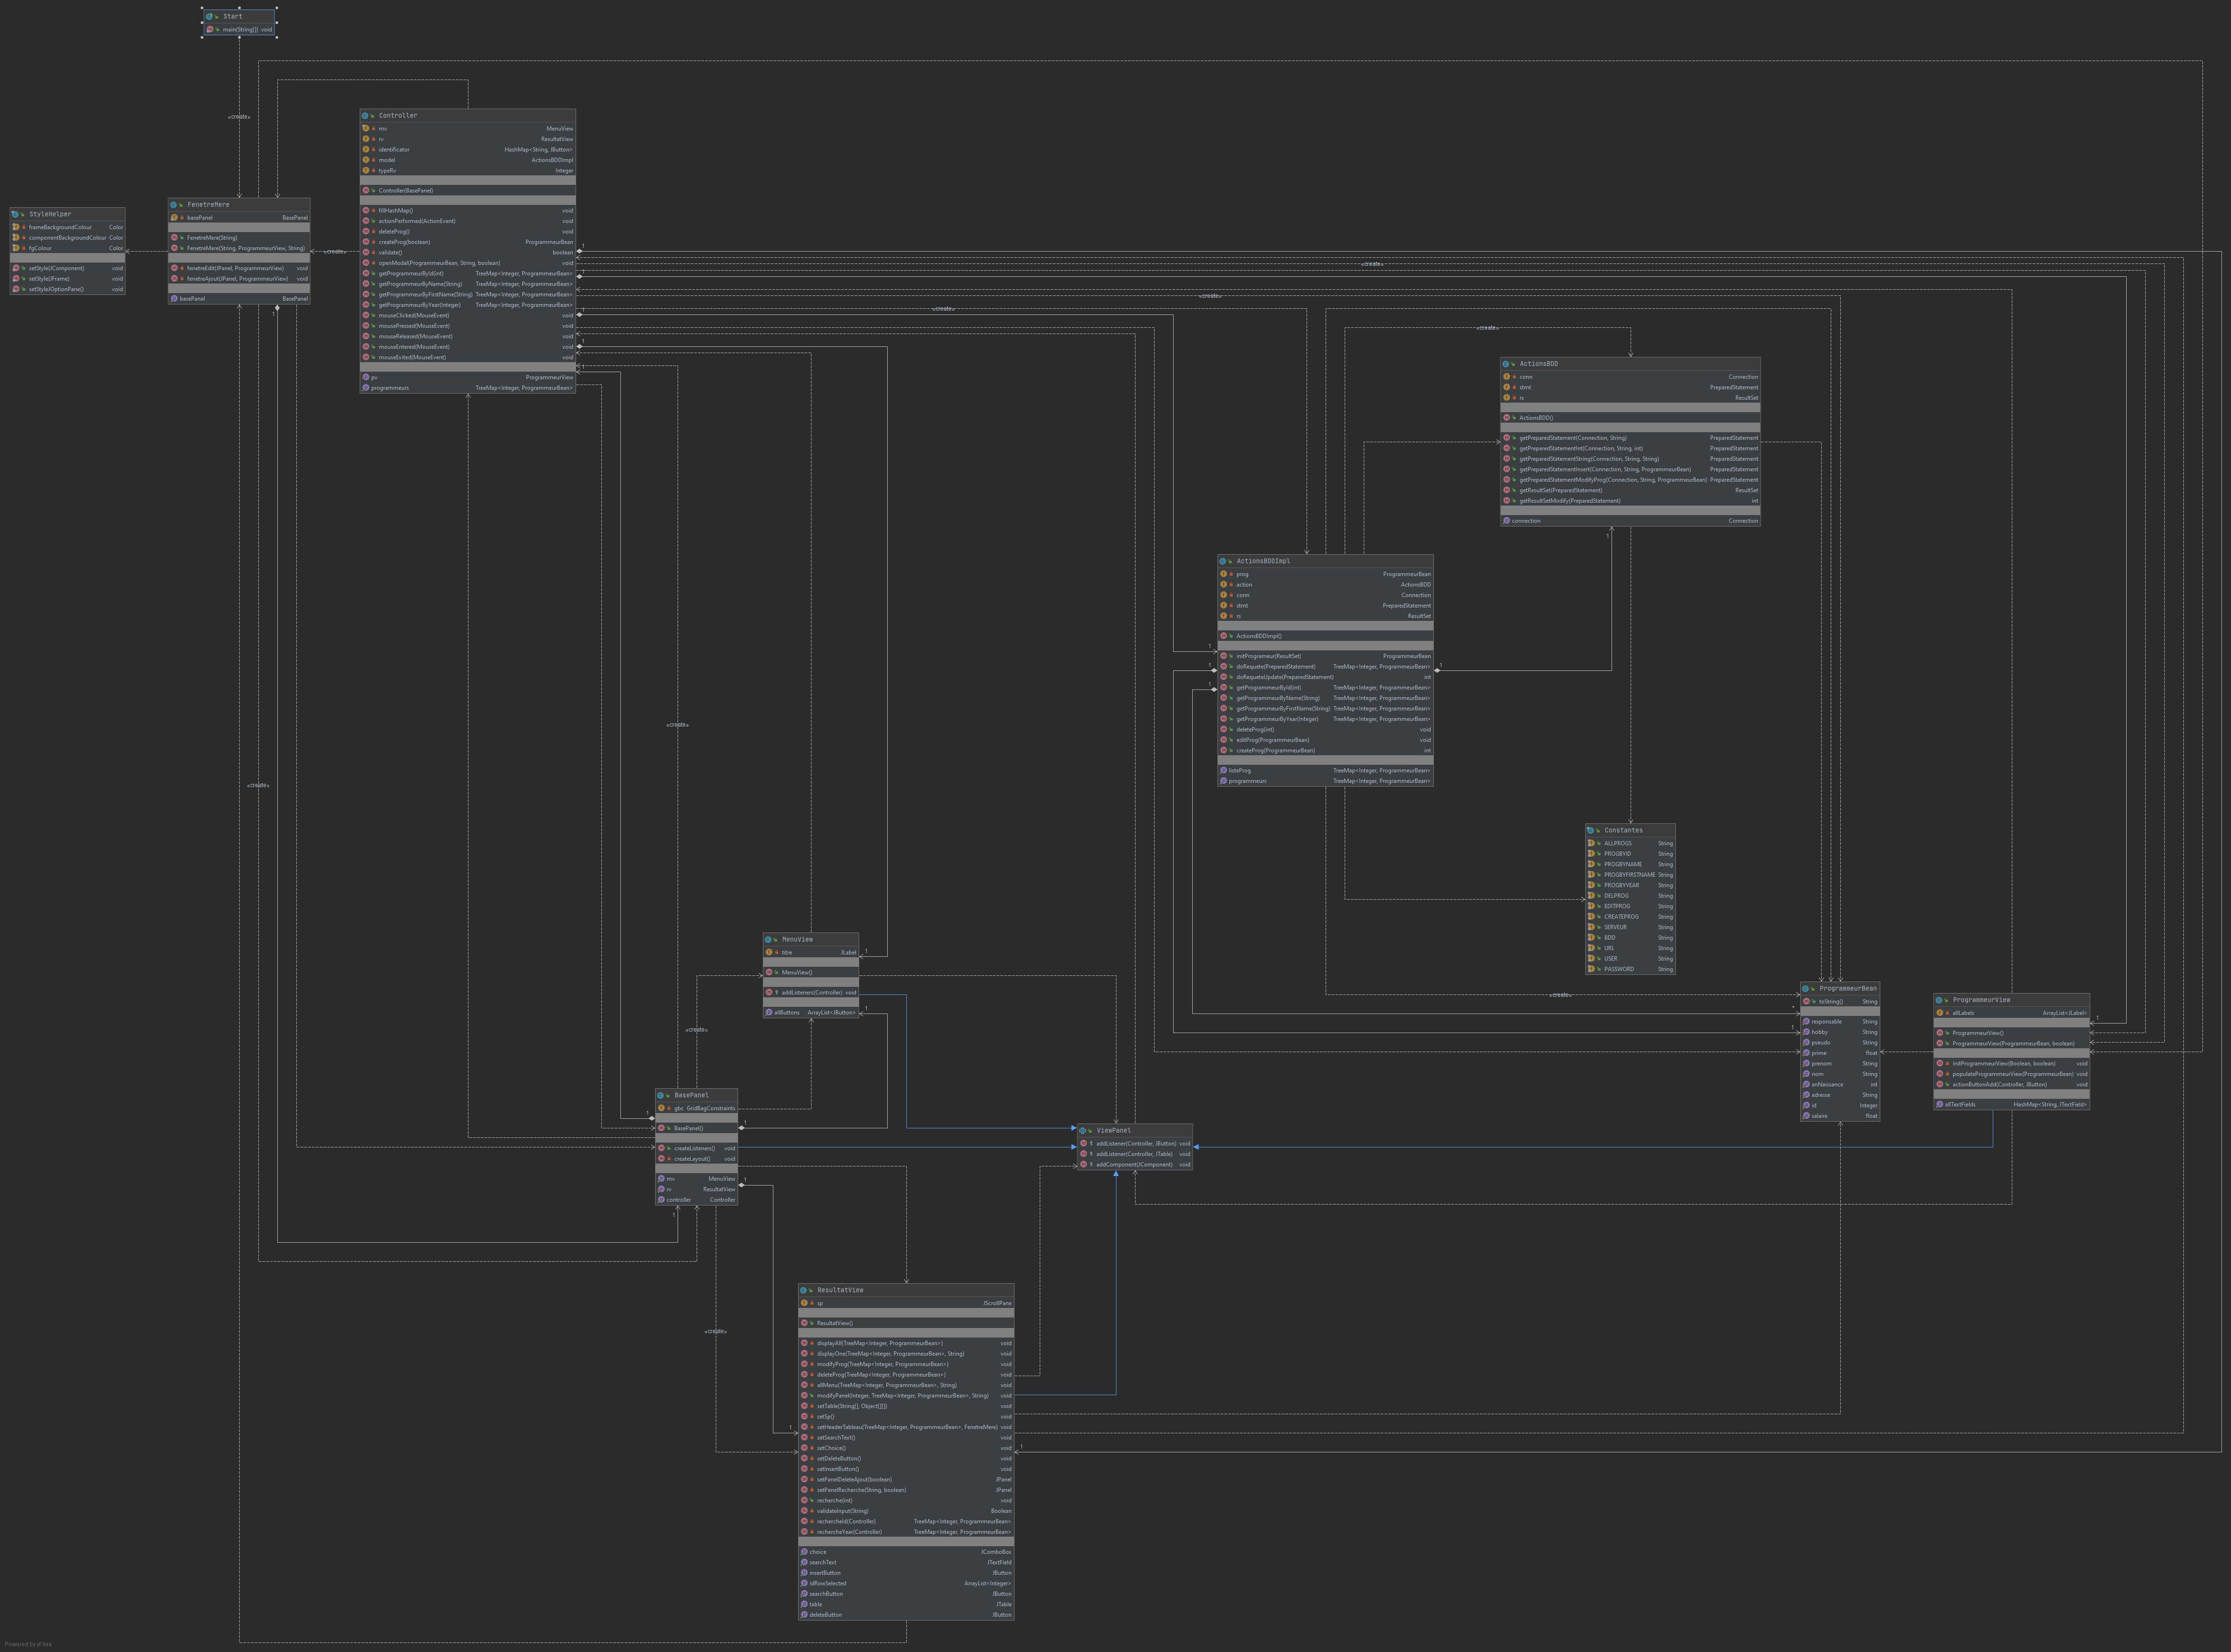 Start
main(String[]) void
«create»
Controller
mv MenuView
rv ResultatView
identificator HashMap<String, JButton>
model ActionsBDDImpl
typeRv Integer
Controller(BasePanel)
fillHashMap() void
actionPerformed(ActionEvent) void
deleteProg() void
createProg(boolean) ProgrammeurBean
validate() boolean
openModal(ProgrammeurBean, String, boolean) void
getProgrammeurById(int) TreeMap<Integer, ProgrammeurBean>
getProgrammeurByName(String) TreeMap<Integer, ProgrammeurBean>
getProgrammeurByFirstName(String) TreeMap<Integer, ProgrammeurBean>
getProgrammeurByYear(Integer) TreeMap<Integer, ProgrammeurBean>
mouseClicked(MouseEvent) void
mousePressed(MouseEvent) void
mouseReleased(MouseEvent) void
mouseEntered(MouseEvent) void
mouseExited(MouseEvent) void
pv ProgrammeurView
programmeurs TreeMap<Integer, ProgrammeurBean>
StyleHelper
frameBackgroundColour Color
componentBackgroundColour Color
fgColour Color
setStyle(JComponent) void
setStyle(JFrame) void
setStyleJOptionPane() void
FenetreMere
basePanel BasePanel
FenetreMere(String)
FenetreMere(String, ProgrammeurView, String)
fenetreEdit(JPanel, ProgrammeurView) void
fenetreAjout(JPanel, ProgrammeurView) void
basePanel BasePanel
1
«create»
1
1
1
1
1
«create»
«create»
«create»
«create»
ActionsBDD
conn Connection
stmt PreparedStatement
rs ResultSet
ActionsBDD()
getPreparedStatement(Connection, String) PreparedStatement
getPreparedStatementInt(Connection, String, int) PreparedStatement
getPreparedStatementString(Connection, String, String) PreparedStatement
getPreparedStatementInsert(Connection, String, ProgrammeurBean) PreparedStatement
getPreparedStatementModifyProg(Connection, String, ProgrammeurBean) PreparedStatement
getResultSet(PreparedStatement) ResultSet
getResultSetModify(PreparedStatement) int
connection Connection
1
ActionsBDDImpl
prog ProgrammeurBean
action ActionsBDD
conn Connection
stmt PreparedStatement
rs ResultSet
ActionsBDDImpl()
initProgrameur(ResultSet) ProgrammeurBean
doRequete(PreparedStatement) TreeMap<Integer, ProgrammeurBean>
doRequeteUpdate(PreparedStatement) int
getProgrammeurById(int) TreeMap<Integer, ProgrammeurBean>
getProgrammeurByName(String) TreeMap<Integer, ProgrammeurBean>
getProgrammeurByFirstName(String) TreeMap<Integer, ProgrammeurBean>
getProgrammeurByYear(Integer) TreeMap<Integer, ProgrammeurBean>
deleteProg(int) void
editProg(ProgrammeurBean) void
createProg(ProgrammeurBean) int
listeProg TreeMap<Integer, ProgrammeurBean>
programmeurs TreeMap<Integer, ProgrammeurBean>
1
1
1
1
«create»
«create»
Constantes
ALLPROGS String
PROGBYID String
PROGBYNAME String
PROGBYFIRSTNAME String
PROGBYYEAR String
DELPROG String
EDITPROG String
CREATEPROG String
SERVEUR String
BDD String
URL String
USER String
PASSWORD String
MenuView
titre JLabel
MenuView()
addListeners(Controller) void
allButtons ArrayList<JButton>
1
1
«create»
«create»
ProgrammeurBean
toString() String
responsable String
hobby String
pseudo String
prime float
prenom String
nom String
anNaissance int
adresse String
id Integer
salaire float
*
1
ProgrammeurView
allLabels ArrayList<JLabel>
ProgrammeurView()
ProgrammeurView(ProgrammeurBean, boolean)
initProgrammeurView(Boolean, boolean) void
populateProgrammeurView(ProgrammeurBean) void
actionButtonAdd(Controller, JButton) void
allTextFields HashMap<String, JTextField>
1
BasePanel
gbc GridBagConstraints
BasePanel()
createListeners() void
createLayout() void
mv MenuView
rv ResultatView
controller Controller
1
1
1
1
ViewPanel
addListener(Controller, JButton) void
addListener(Controller, JTable) void
addComponent(JComponent) void
«create»
ResultatView
sp JScrollPane
ResultatView()
displayAll(TreeMap<Integer, ProgrammeurBean>) void
displayOne(TreeMap<Integer, ProgrammeurBean>, String) void
modifyProg(TreeMap<Integer, ProgrammeurBean>) void
deleteProg(TreeMap<Integer, ProgrammeurBean>) void
allMenu(TreeMap<Integer, ProgrammeurBean>, String) void
modifyPanel(Integer, TreeMap<Integer, ProgrammeurBean>, String) void
setTable(String[], Object[][]) void
setSp() void
setHeaderTableau(TreeMap<Integer, ProgrammeurBean>, FenetreMere) void
setSearchText() void
setChoice() void
setDeleteButton() void
setInsertButton() void
setPanelDeleteAjout(boolean) JPanel
setPanelRecherche(String, boolean) JPanel
recherche(int) void
validateInput(String) Boolean
rechercheId(Controller) TreeMap<Integer, ProgrammeurBean>
rechercheYear(Controller) TreeMap<Integer, ProgrammeurBean>
choice JComboBox
searchText JTextField
insertButton JButton
idRowSelected ArrayList<Integer>
searchButton JButton
table JTable
deleteButton JButton
1
1
Powered by yFiles